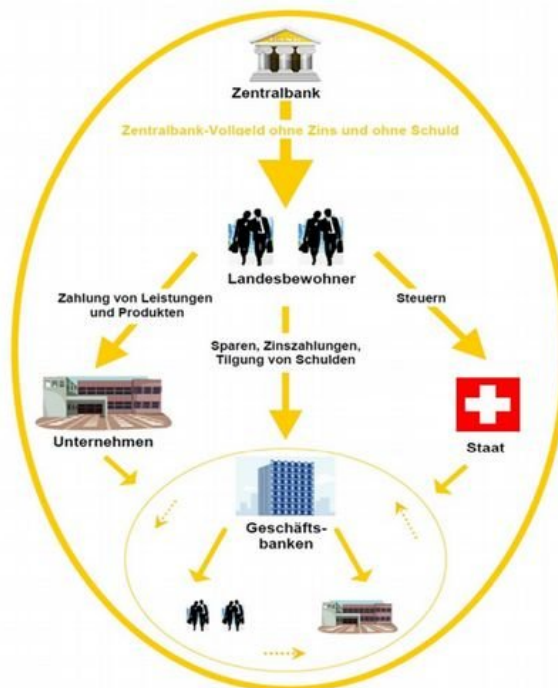 Zentralbank
Zentralbank-Vollgeld ohne Zins und ohne Schuld
Landesbewohner
Zahlung von Leistungen
und Produkten
Steuern
Sparen, Zinszahlungen,
Tilgung von Schulden
Unternehmen
Staat
Geschäfts-
banken